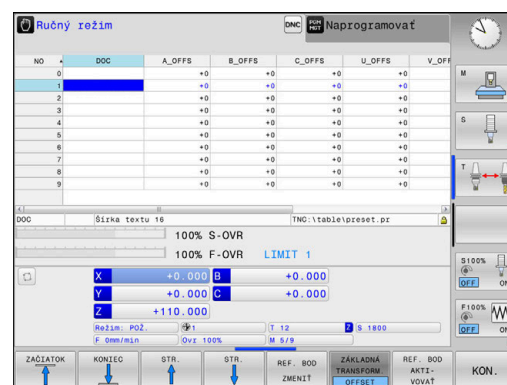 Ručný režim
DNC PGM MGT Naprogramovať
NO DOC A_OFFS B_OFFS C_OFFS U_OFFS V_OFF
0 +0 +0 +0 +0
1 +0 +0 +0 +0
2 +0 +0 +0 +0
3 +0 +0 +0 +0
4 +0 +0 +0 +0
5 +0 +0 +0 +0
6 +0 +0 +0 +0
7 +0 +0 +0 +0
8 +0 +0 +0 +0
9 +0 +0 +0 +0
DOC Šírka textu 16 TNC:\table\preset.pr
100% S-OVR
100% F-OVR LIMIT 1
X +0.000 B +0.000
Y +0.000 C +0.000
Z +110.000
Režim: POŽ. 1 T 12 Z S 1800
F 0mm/min Ovr 100% M 5/9
M
S
T
S100%
OFF ON
F100%
OFF ON
ZAČIATOK KONIEC STR. STR. REF. BOD ZMENIŤ ZÁKLADNÁ TRANSFORM. OFFSET REF. BOD AKTI- VOVAŤ KON.